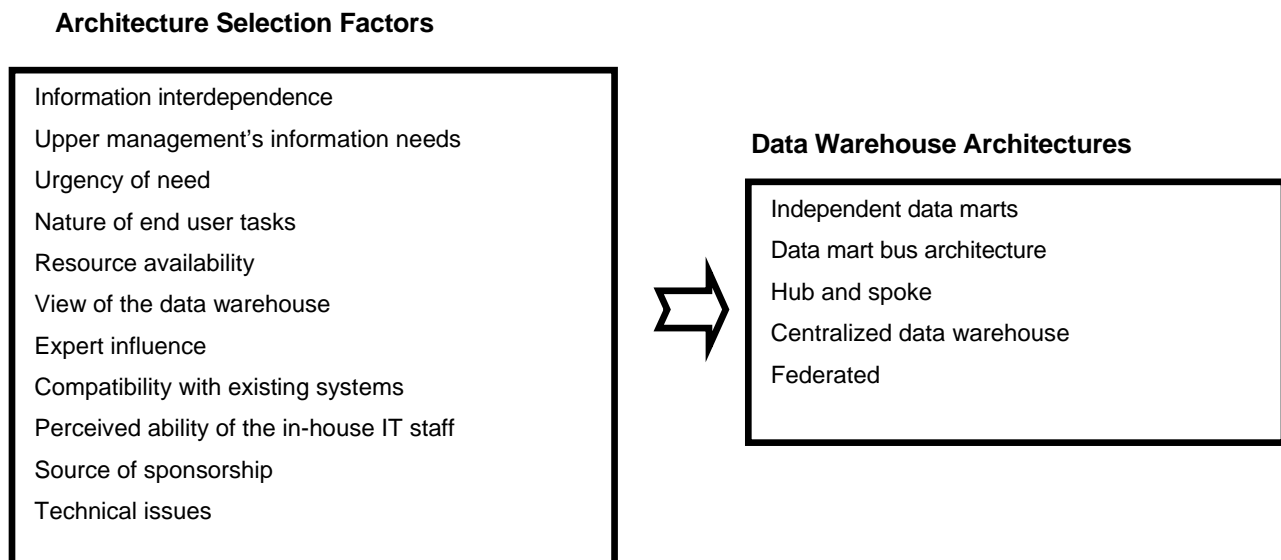 Architecture Selection Factors
Information interdependence
Upper management’s information needs
Urgency of need
Nature of end user tasks
Resource availability
View of the data warehouse
Expert influence
Compatibility with existing systems
Perceived ability of the in-house IT staff
Source of sponsorship
Technical issues
Data Warehouse Architectures
Independent data marts
Data mart bus architecture
Hub and spoke
Centralized data warehouse
Federated